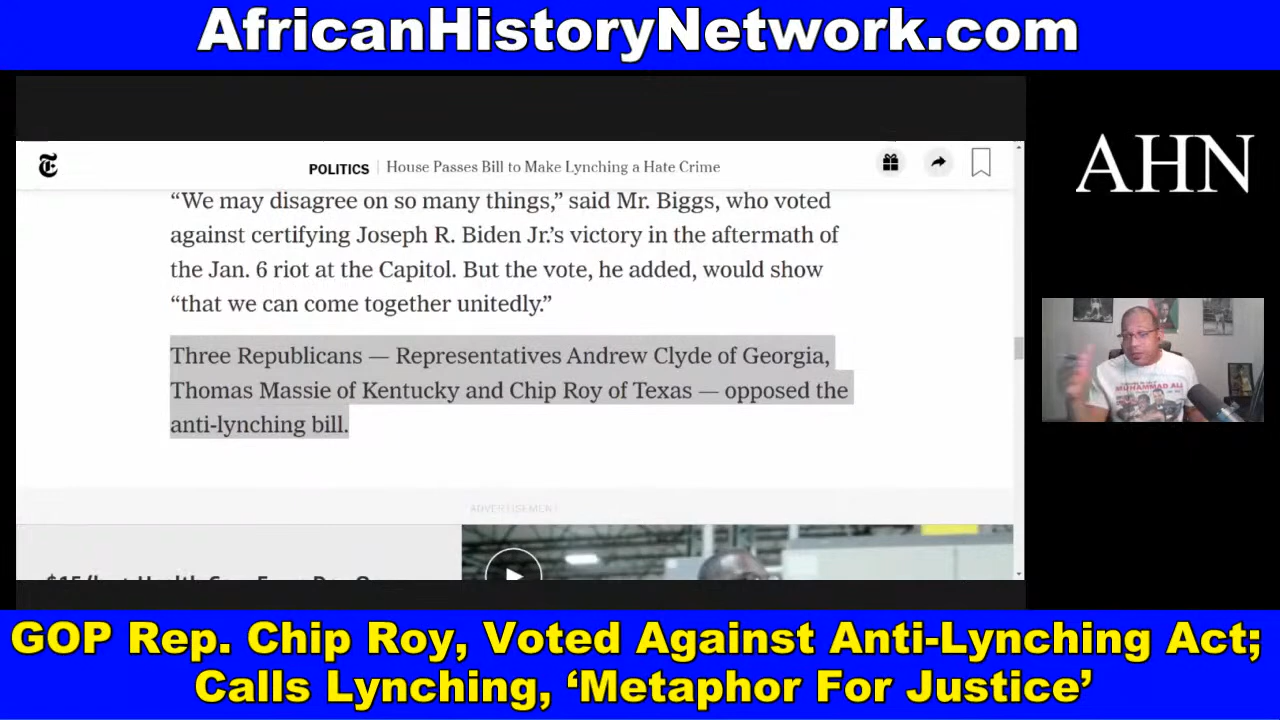 AfricanHistoryNetwork.com
AHN
POLITICS | House Passes Bill to Make Lynching a Hate Crime
“We may disagree on so many things,” said Mr. Biggs, who voted
against certifying Joseph R. Biden Jr.’s victory in the aftermath of
the Jan. 6 riot at the Capitol. But the vote, he added, would show
“that we can come together unitedly.”
Three Republicans — Representatives Andrew Clyde of Georgia,
Thomas Massie of Kentucky and Chip Roy of Texas — opposed the
anti-lynching bill.
ADVERTISEMENT
MUHAMMAD ALI
GOP Rep. Chip Roy, Voted Against Anti-Lynching Act;
Calls Lynching, ‘Metaphor For Justice’